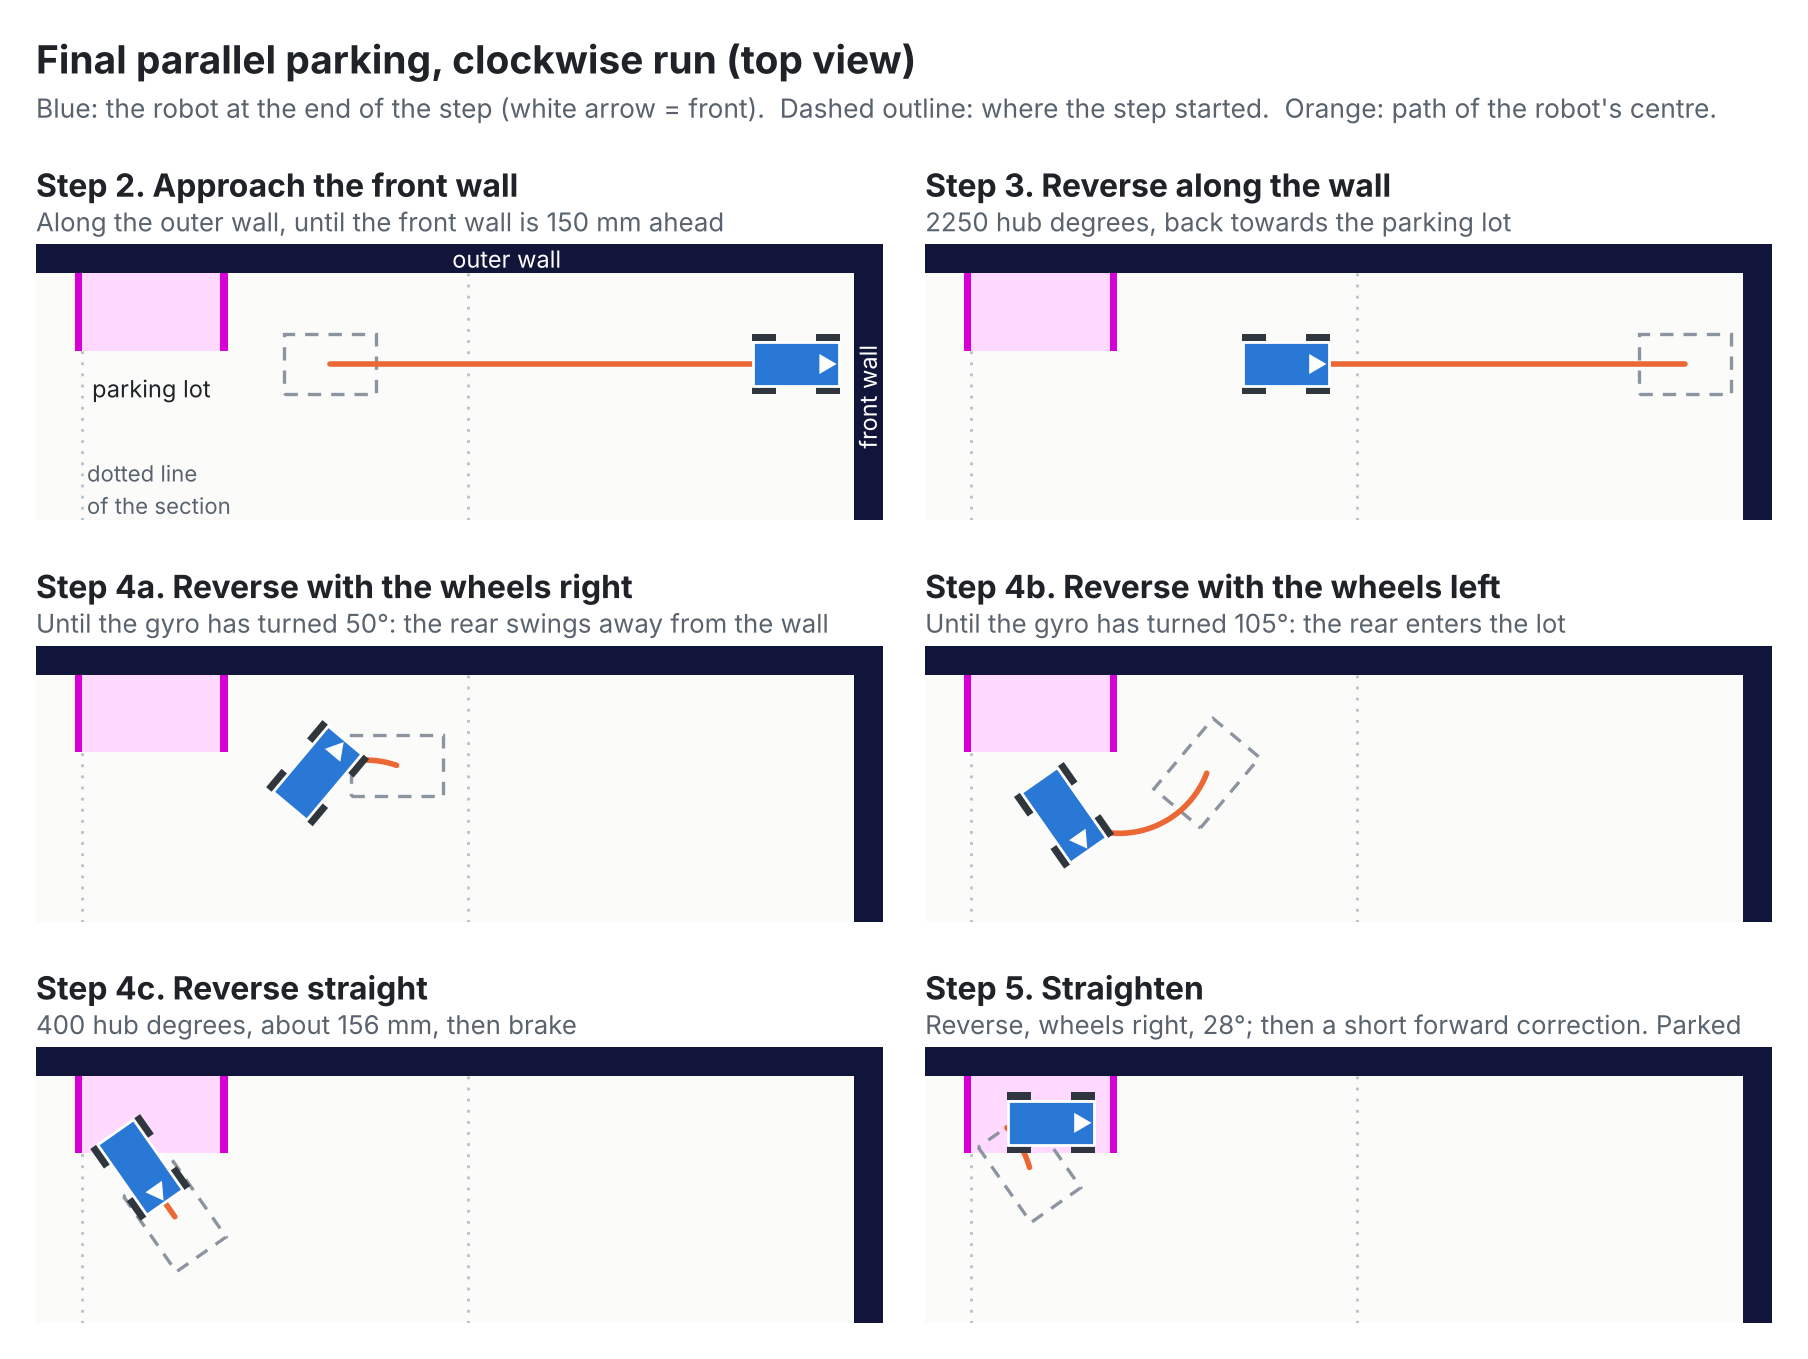 Final parallel parking, clockwise run (top view)
Blue: the robot at the end of the step (white arrow = front).  Dashed outline: where the step started.  Orange: path of the robot's centre.
Step 2. Approach the front wall
Along the outer wall, until the front wall is 150 mm ahead
outer wall
front wall
parking lot
dotted line
of the section
Step 3. Reverse along the wall
2250 hub degrees, back towards the parking lot
Step 4a. Reverse with the wheels right
Until the gyro has turned 50°: the rear swings away from the wall
Step 4b. Reverse with the wheels left
Until the gyro has turned 105°: the rear enters the lot
Step 4c. Reverse straight
400 hub degrees, about 156 mm, then brake
Step 5. Straighten
Reverse, wheels right, 28°; then a short forward correction. Parked